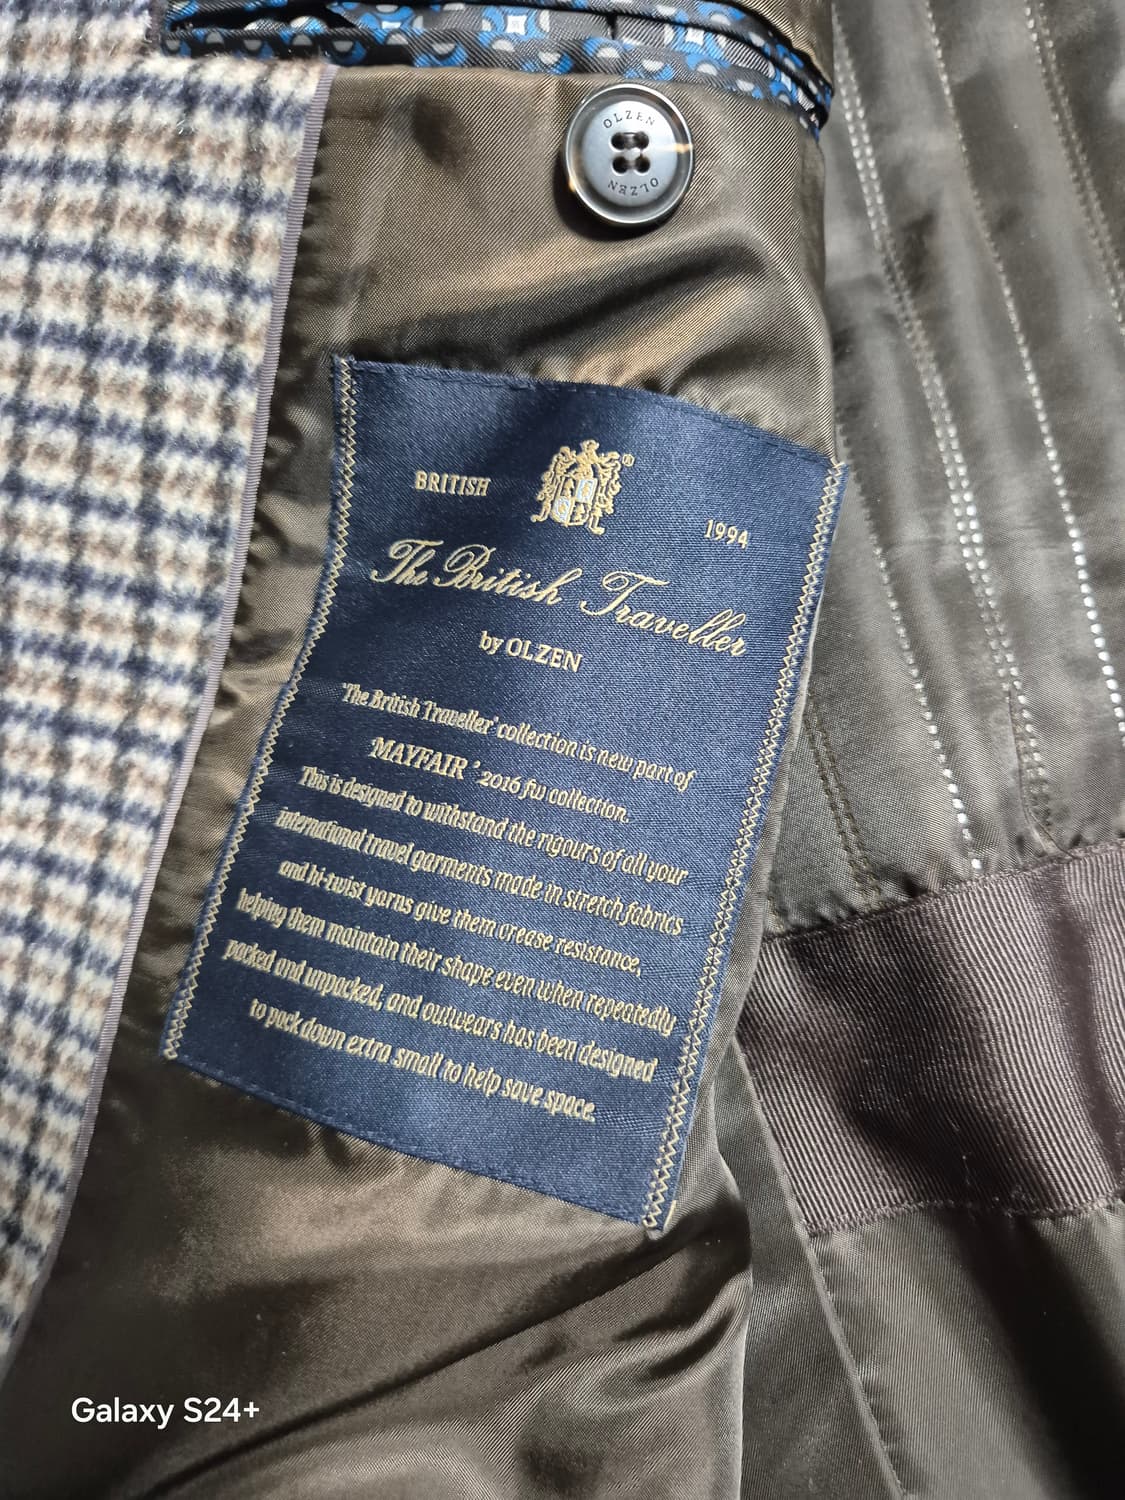 OLZEN
OLZEN
BRITISH
1994
The British Traveller
by OLZEN
'The British Traveller' collection is new part of
'MAYFAIR' 2016 fw collection.
This is designed to withstand the rigours of all your
international travel garments made in stretch fabrics
and hi-twist yarns give them crease resistance,
helping them maintain their shape even when repeatedly
packed and unpacked, and outwears has been designed
to pack down extra small to help save space.
Galaxy S24+